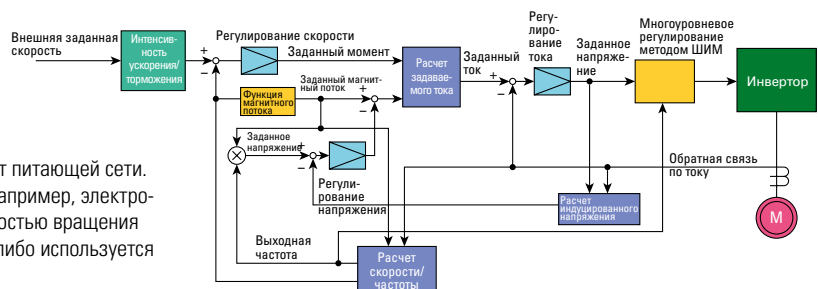 Внешняя заданная
скорость
Интенсив-
ность
ускорения/
торможения
Регулирование скорости
Заданный момент
+
−
Функция
магнитного
потока
Заданный магнит-
ный поток
+
−
Расчет
задавае-
мого тока
Заданный
ток
+
−
Регу-
лиро-
вание
тока
Заданное
напряже-
ние
Многоуровневое
регулирование
методом ШИМ
Инвертор
Заданное
напряжение
+
−
Регули-
рование
напряжения
Обратная связь
по току
Расчет
индуцированного
напряжения
M
Выходная
частота
Расчет
скорости/
частоты
т питающей сети.
апример, электро-
ностью вращения
либо используется